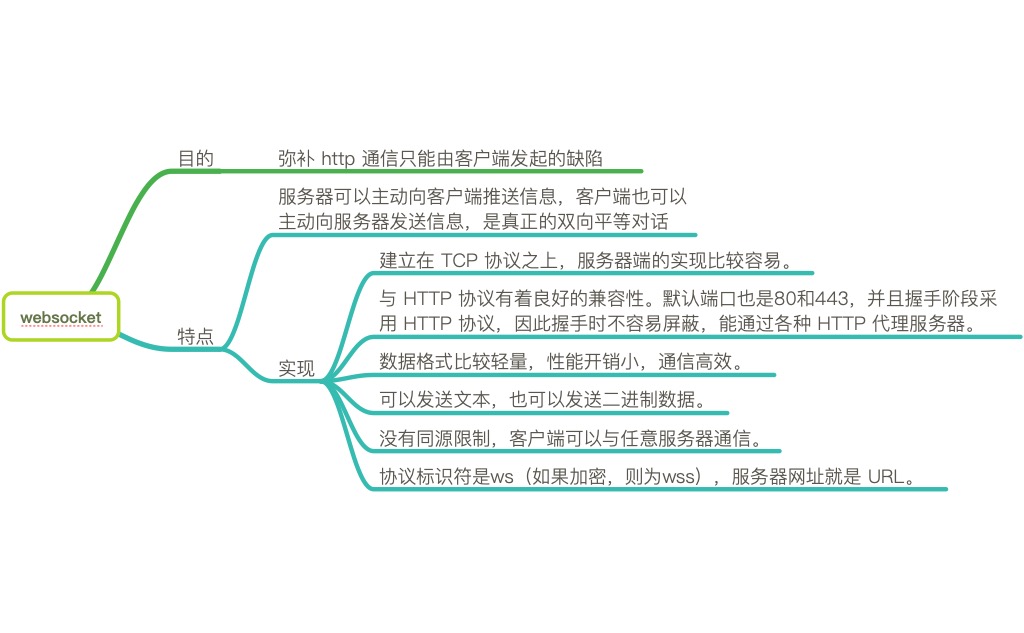 目的
弥补 http 通信只能由客户端发起的缺陷
服务器可以主动向客户端推送信息，客户端也可以
主动向服务器发送信息，是真正的双向平等对话
建立在 TCP 协议之上，服务器端的实现比较容易。
与 HTTP 协议有着良好的兼容性。默认端口也是80和443，并且握手阶段采
用 HTTP 协议，因此握手时不容易屏蔽，能通过各种 HTTP 代理服务器。
websocket
特点
实现
数据格式比较轻量，性能开销小，通信高效。
可以发送文本，也可以发送二进制数据。
没有同源限制，客户端可以与任意服务器通信。
协议标识符是ws（如果加密，则为wss），服务器网址就是 URL。